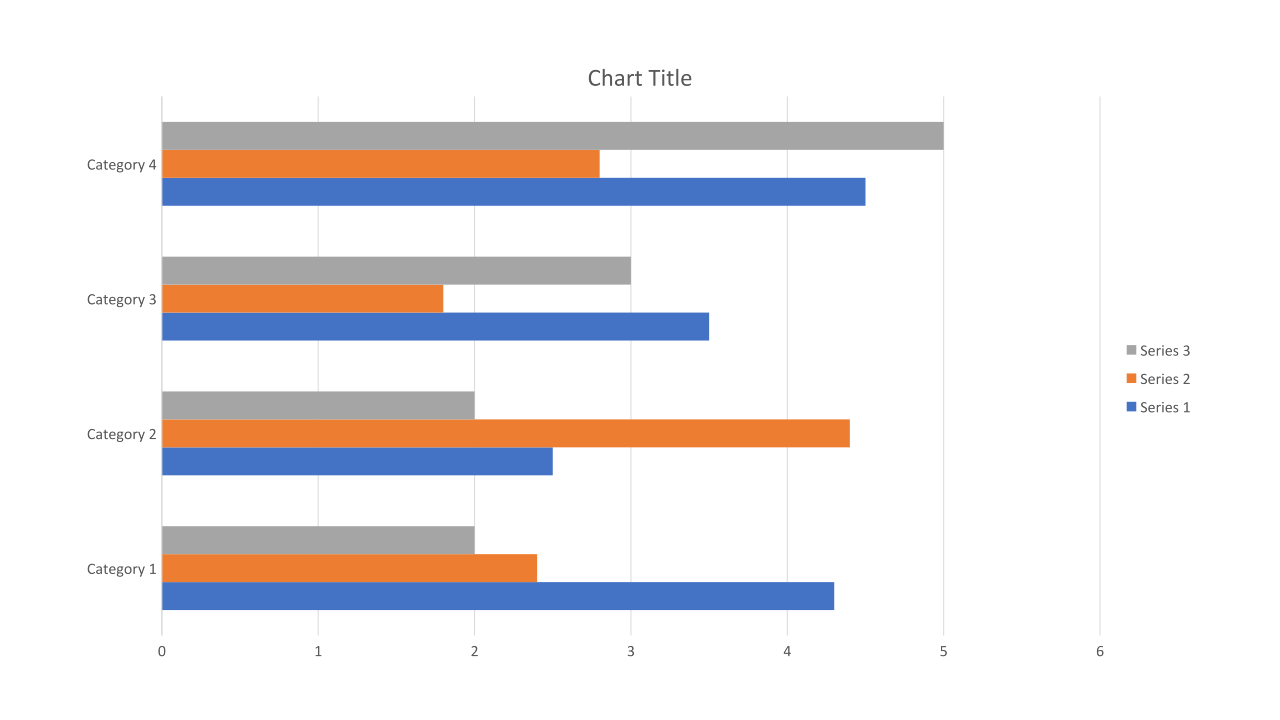 Chart Title
Category 4
Category 3
Category 2
Category 1
0 1 2 3 4 5 6
Series 3
Series 2
Series 1